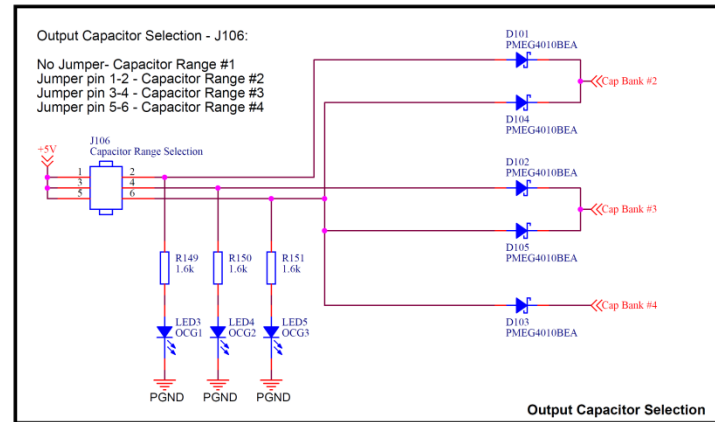 Output Capacitor Selection - J106:
No Jumper- Capacitor Range #1
Jumper pin 1-2 - Capacitor Range #2
Jumper pin 3-4 - Capacitor Range #3
Jumper pin 5-6 - Capacitor Range #4
D101
PMEG4010BEA
Cap Bank #2
D104
PMEG4010BEA
+5V
J106
Capacitor Range Selection
1 2
3 4
5 6
D102
PMEG4010BEA
Cap Bank #3
D105
PMEG4010BEA
R149
1.6k
R150
1.6k
R151
1.6k
Cap Bank #4
D103
PMEG4010BEA
LED3
OCG1
LED4
OCG2
LED5
OCG3
PGND PGND PGND
Output Capacitor Selection